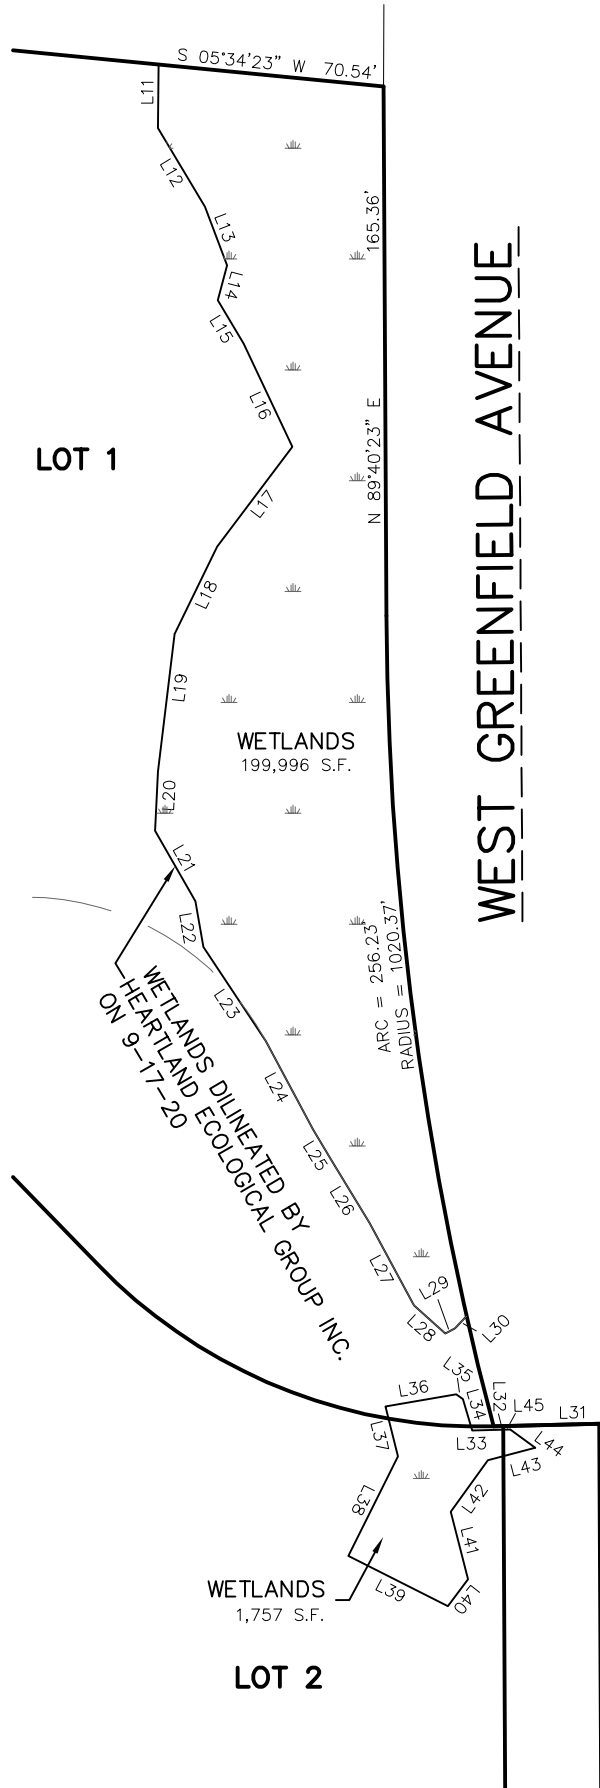 S 05°34'23" W 70.54'
L11
L12
L13
L14
165.36'
L15
L16
N 89°40'23" E
WEST GREENFIELD AVENUE
LOT 1
L17
L18
L19
WETLANDS
199,996 S.F.
L20
L21
L22
ARC = 256.23'
RADIUS = 1020.37'
L23
WETLANDS DILINEATED BY
HEARTLAND ECOLOGICAL GROUP INC.
ON 9-17-20
L24
L25
L26
L27
L29
L28
L30
L35
L36
L34
L32
L45
L31
L37
L33
L44
L43
L38
L42
L41
L39
L40
WETLANDS
1,757 S.F.
LOT 2